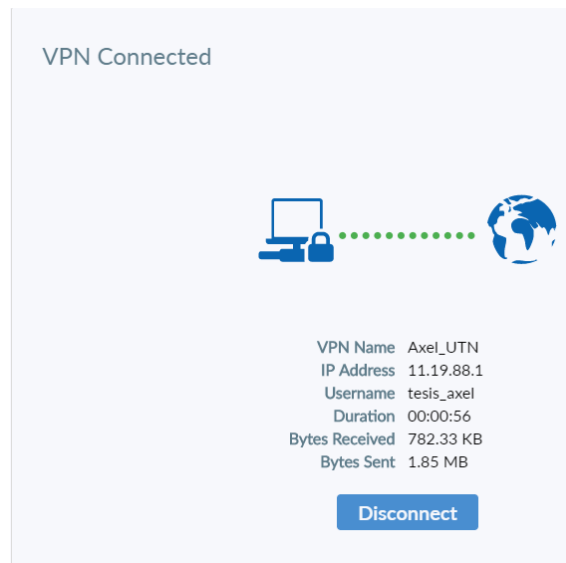 VPN Connected
VPN Name Axel_UTN
IP Address 11.19.88.1
Username tesis_axel
Duration 00:00:56
Bytes Received 782.33 KB
Bytes Sent 1.85 MB
Disconnect